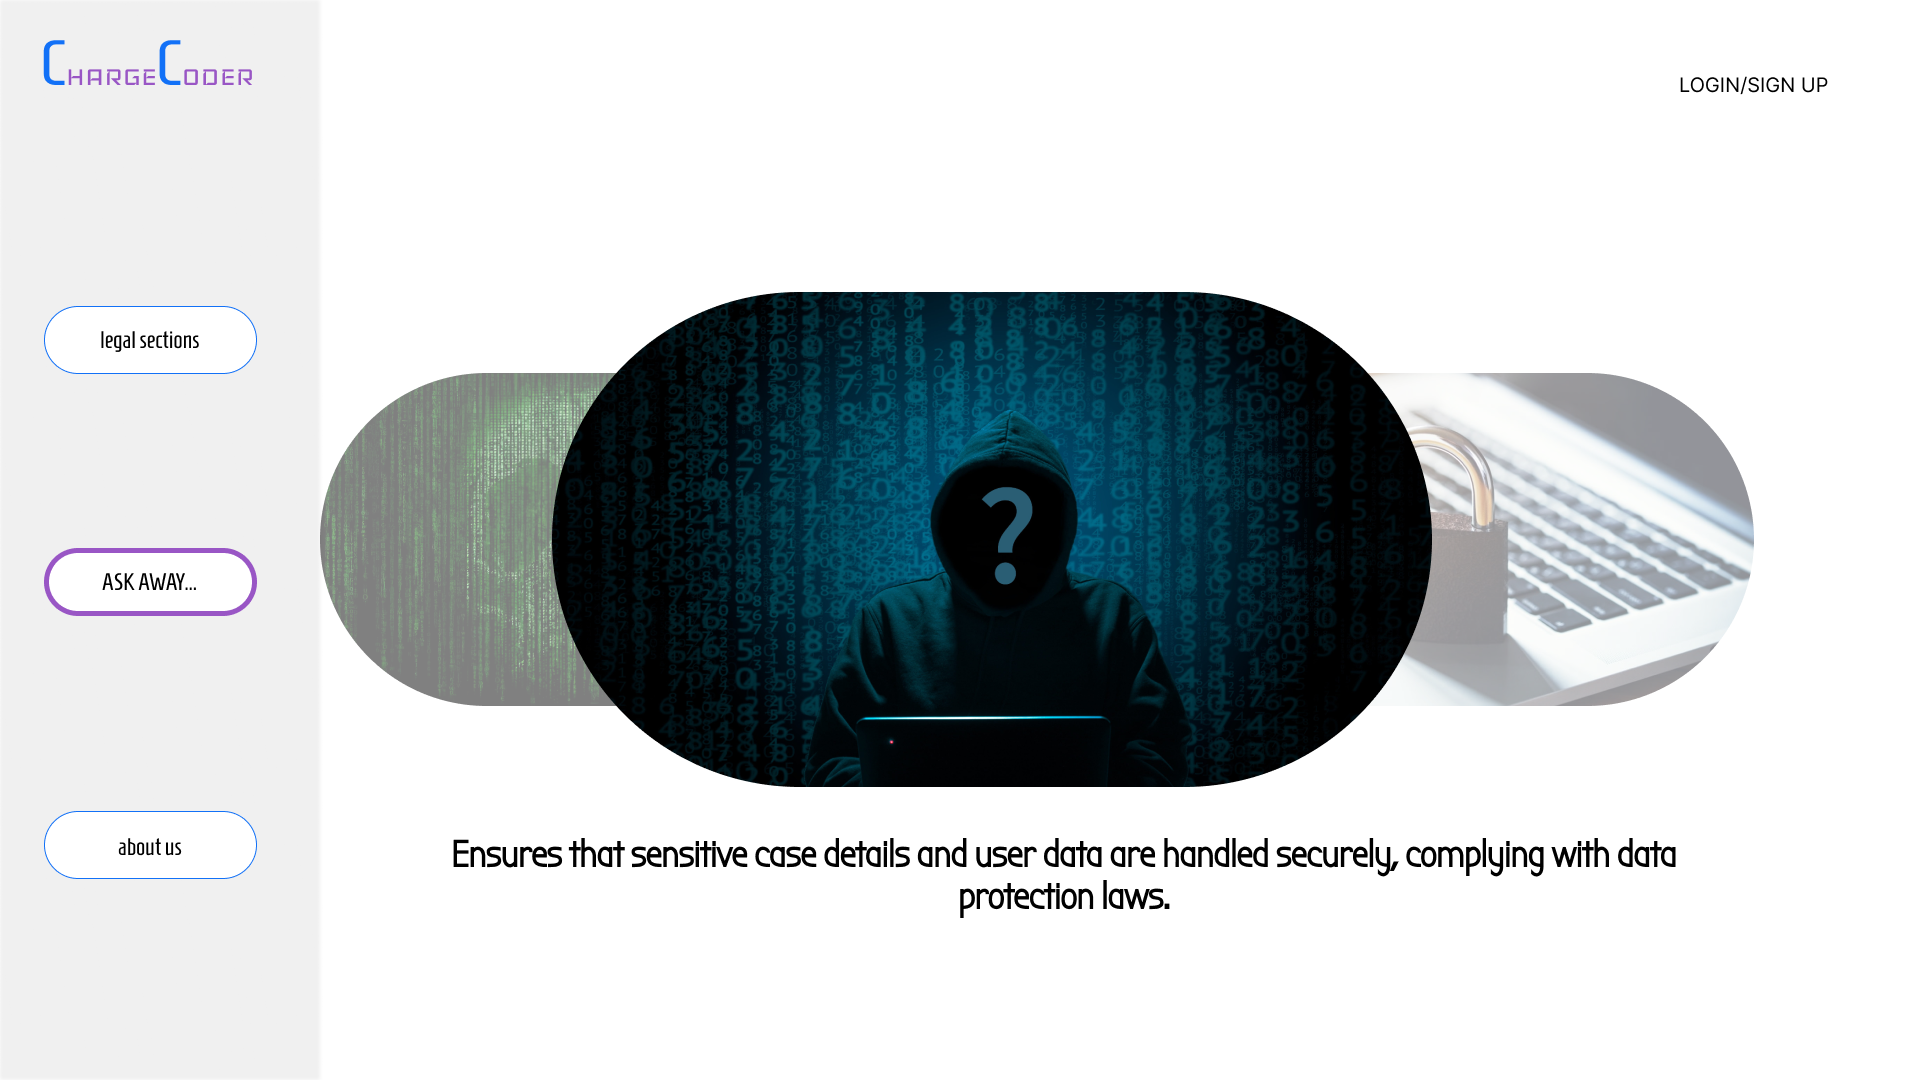 ChargeCoder
LOGIN/SIGN UP
legal sections
ASK AWAY...
about us
?
Ensures that sensitive case details and user data are handled securely, complying with data
protection laws.